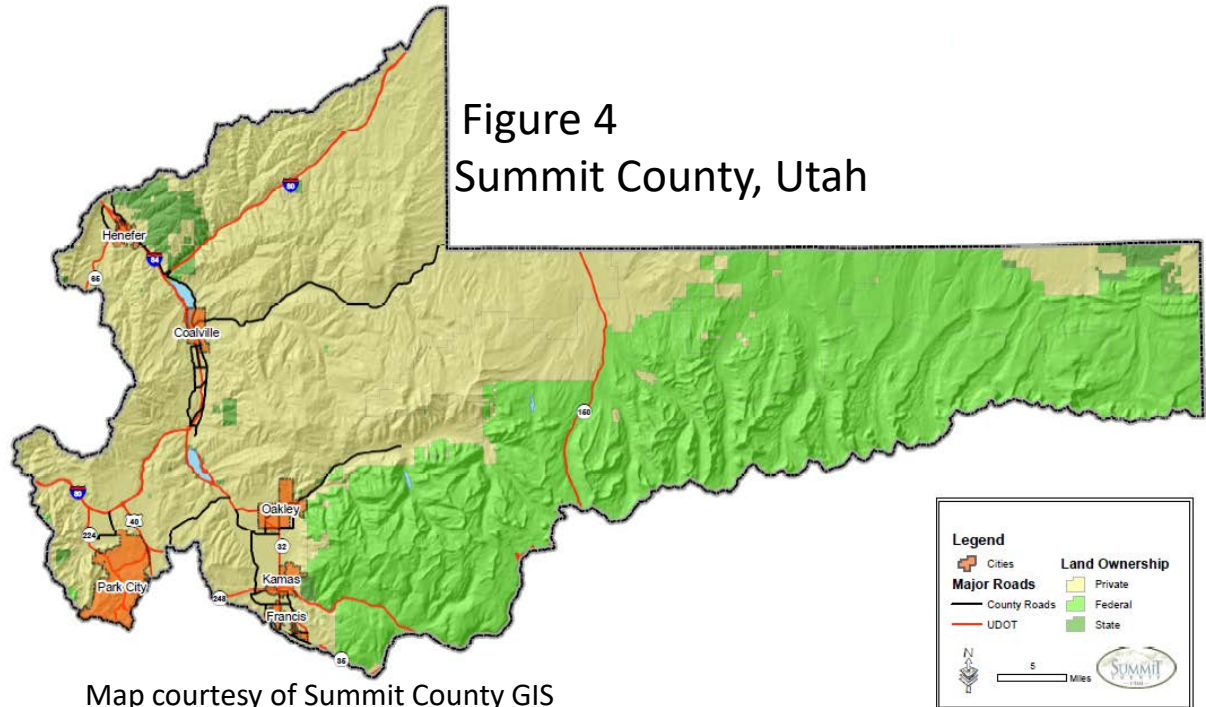 Figure 4
Summit County, Utah
80
Henefer
84
65
Coalville
150
80
40
224
Oakley
32
Park City
Kamas
248
Francis
35
Legend
Cities
Land Ownership
Major Roads
Private
County Roads
Federal
UDOT
State
N
5
Miles
SUMMIT
COUNTY
Map courtesy of Summit County GIS